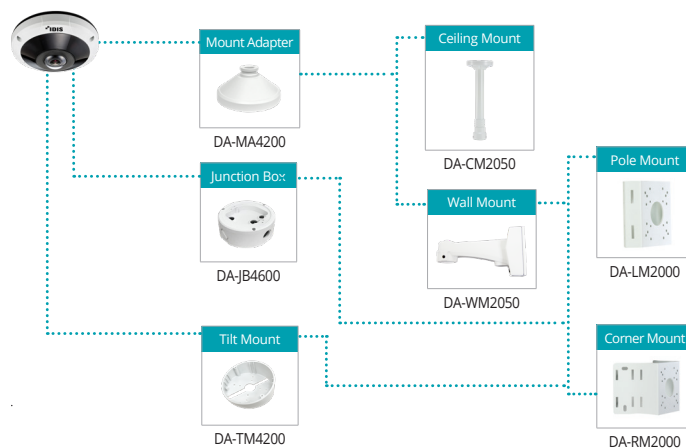 IDIS
Mount Adapter
DA-MA4200
Ceiling Mount
DA-CM2050
Junction Box
DA-JB4600
Wall Mount
DA-WM2050
Pole Mount
DA-LM2000
Tilt Mount
DA-TM4200
Corner Mount
DA-RM2000